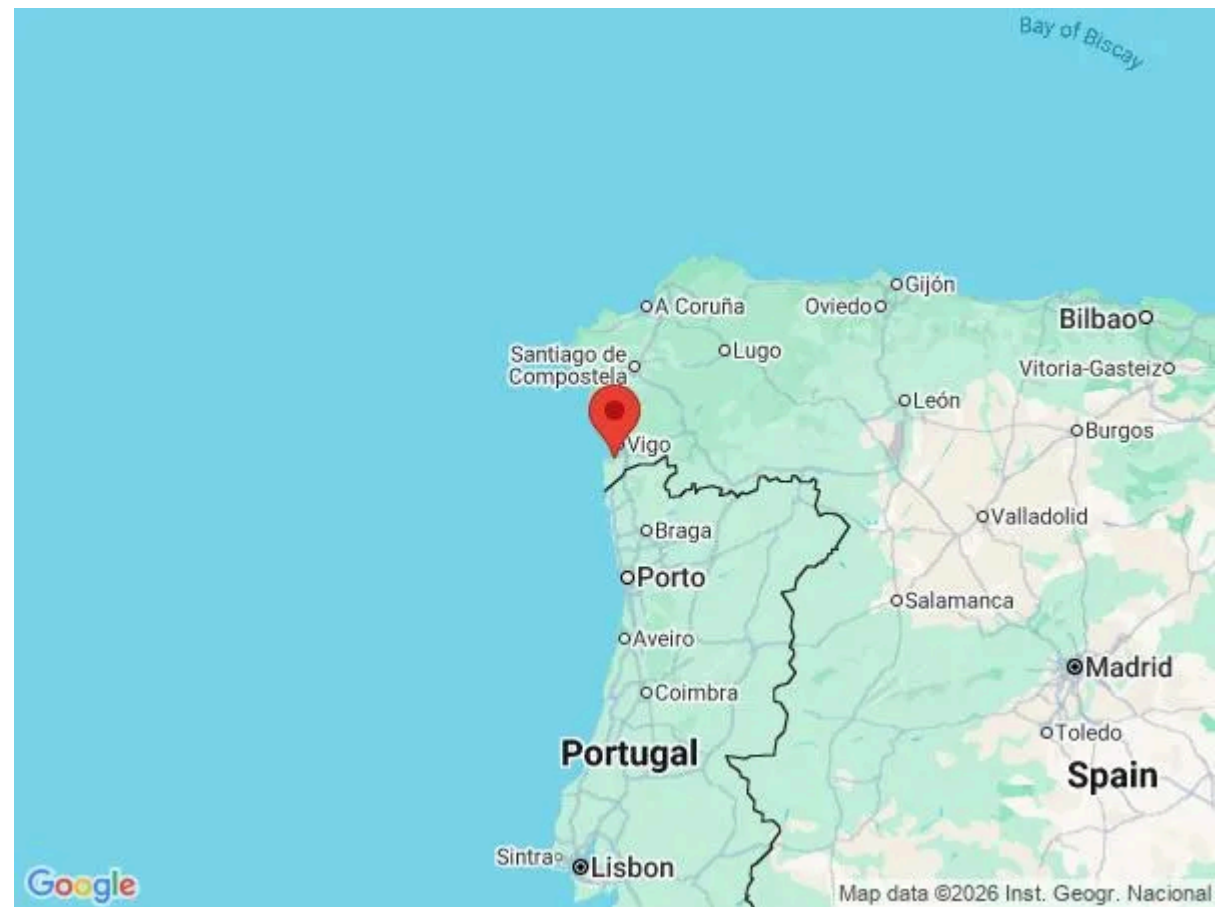 Bay of Biscay
Gijón
A Coruña
Oviedo
Bilbao
Santiago de
Compostela
Lugo
Vitoria-Gasteiz
León
Burgos
Vigo
Valladolid
Braga
Porto
Salamanca
Aveiro
Madrid
Coimbra
Toledo
Portugal
Spain
Sintra
Lisbon
Google
Map data ©2026 Inst. Geogr. Nacional